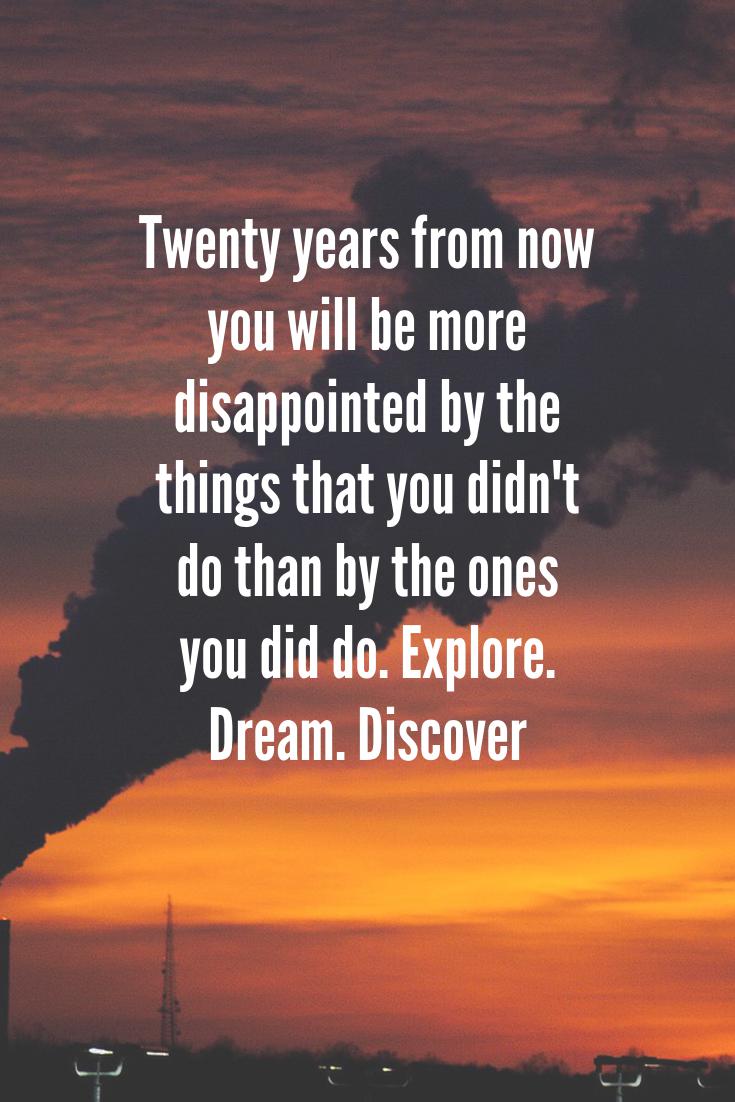 Twenty years from now
you will be more
disappointed by the
things that you didn't
do than by the ones
you did do. Explore.
Dream. Discover